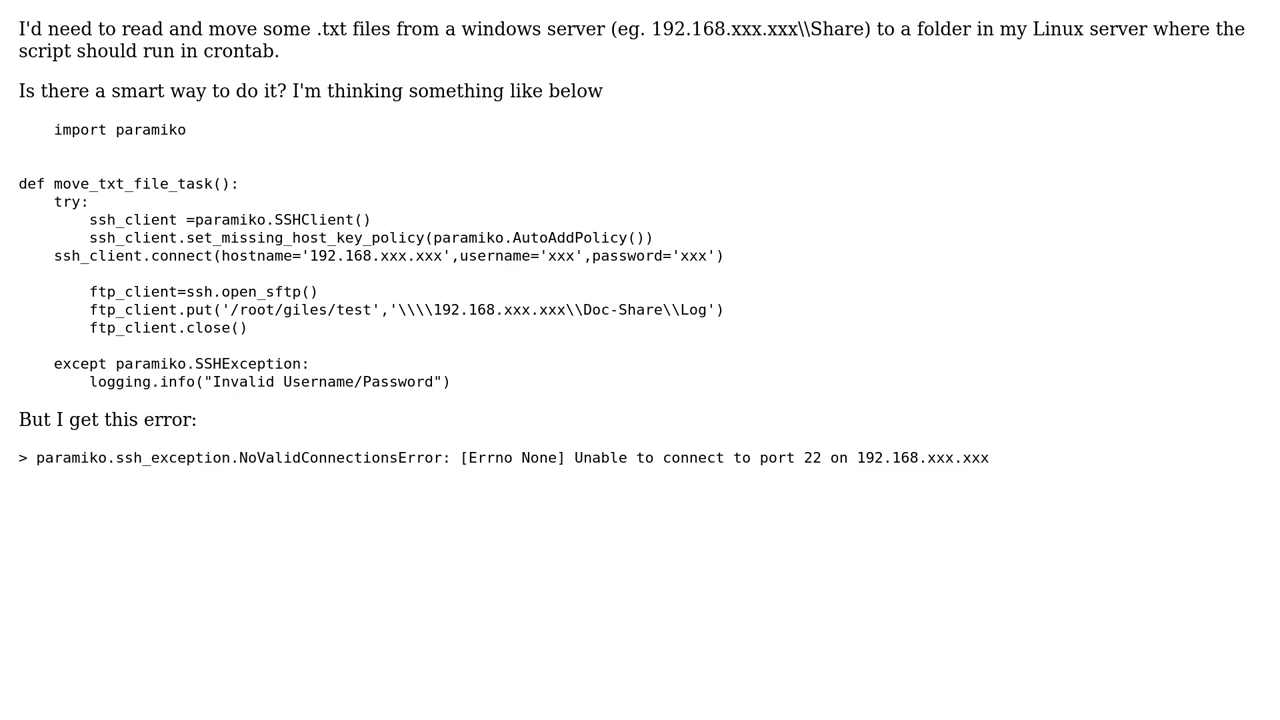 I'd need to read and move some .txt files from a windows server (eg. 192.168.xxx.xxx\\Share) to a folder in my Linux server where the
script should run in crontab.
Is there a smart way to do it? I'm thinking something like below
    import paramiko
def move_txt_file_task():
    try:
        ssh_client =paramiko.SSHClient()
        ssh_client.set_missing_host_key_policy(paramiko.AutoAddPolicy())
    ssh_client.connect(hostname='192.168.xxx.xxx',username='xxx',password='xxx')
        ftp_client=ssh.open_sftp()
        ftp_client.put('/root/giles/test','\\\\192.168.xxx.xxx\\Doc-Share\\Log')
        ftp_client.close()
    except paramiko.SSHException:
        logging.info("Invalid Username/Password")
But I get this error:
> paramiko.ssh_exception.NoValidConnectionsError: [Errno None] Unable to connect to port 22 on 192.168.xxx.xxx